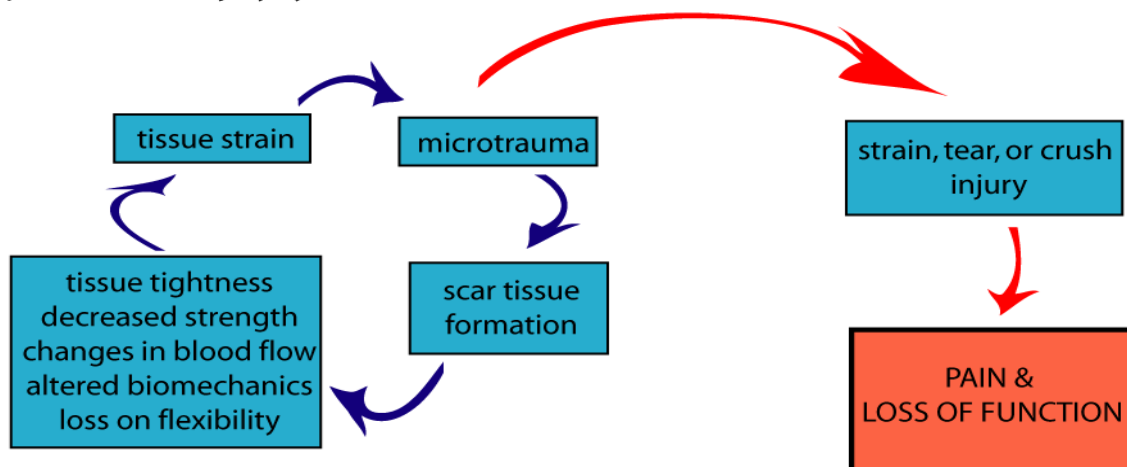 tissue strain
microtrauma
strain, tear, or crush
injury
tissue tightness
decreased strength
changes in blood flow
altered biomechanics
loss on flexibility
scar tissue
formation
PAIN &
LOSS OF FUNCTION